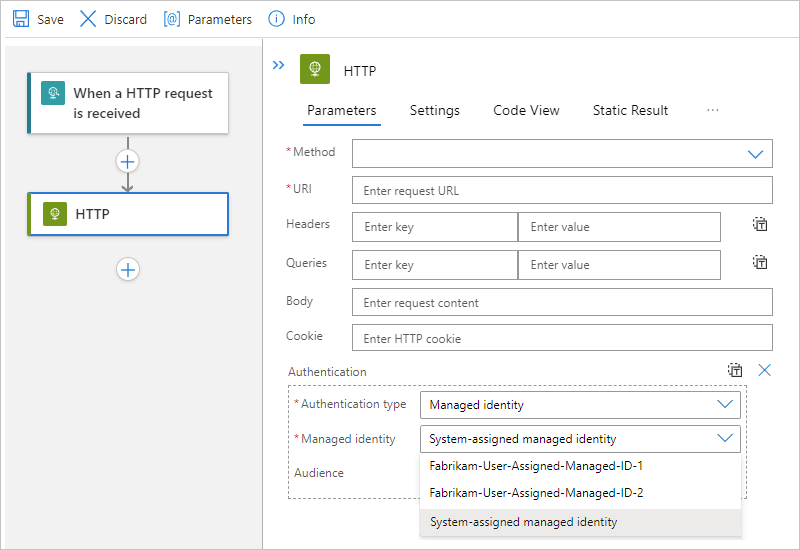 Save Discard Parameters Info
When a HTTP request
is received
HTTP
HTTP
Parameters Settings Code View Static Result ...
* Method
* URI Enter request URL
Headers Enter key Enter value
Queries Enter key Enter value
Body Enter request content
Cookie Enter HTTP cookie
Authentication
* Authentication type Managed identity
* Managed identity System-assigned managed identity
Audience
Fabrikam-User-Assigned-Managed-ID-1
Fabrikam-User-Assigned-Managed-ID-2
System-assigned managed identity